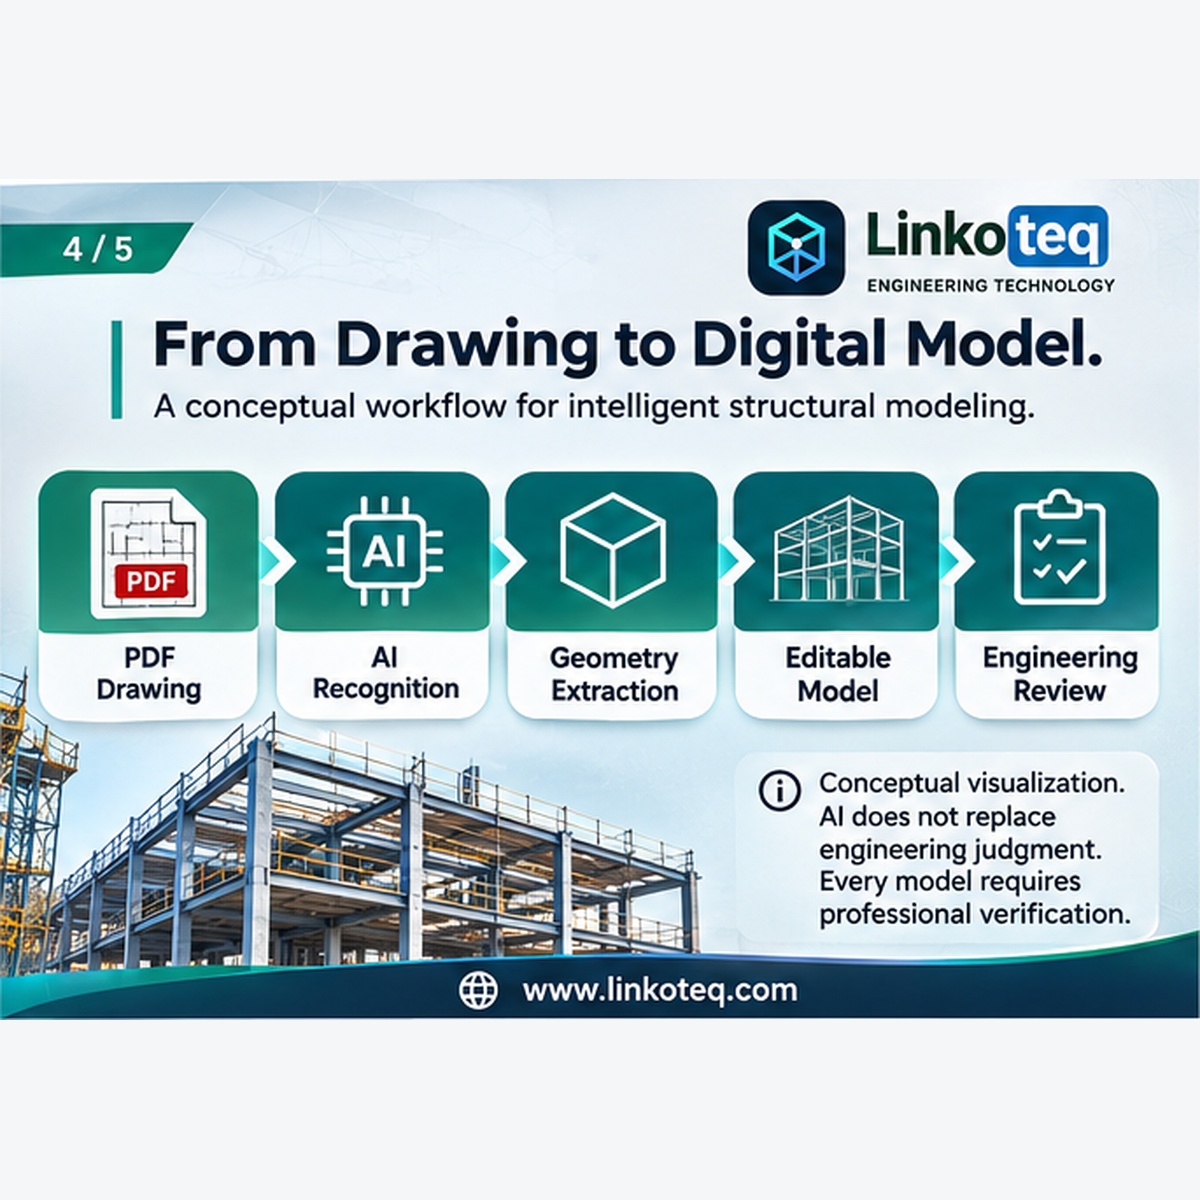 4 / 5
Linkoteq
ENGINEERING TECHNOLOGY
From Drawing to Digital Model.
A conceptual workflow for intelligent structural modeling.
PDF
PDF
Drawing
AI
AI
Recognition
Geometry
Extraction
Editable
Model
Engineering
Review
Conceptual visualization.
AI does not replace
engineering judgment.
Every model requires
professional verification.
www.linkoteq.com